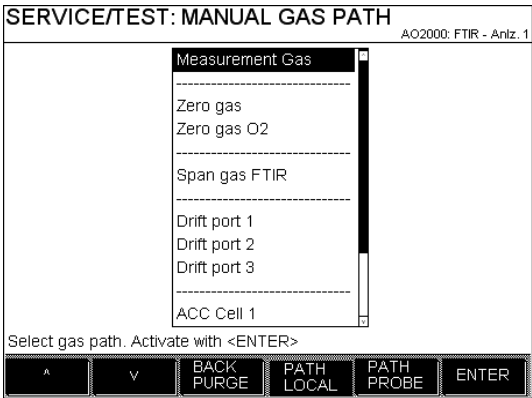 SERVICE/TEST: MANUAL GAS PATH
AO2000: FTIR - Anlz. 1
Measurement Gas
------------------------------
Zero gas
Zero gas O2
------------------------------
Span gas FTIR
------------------------------
Drift port 1
Drift port 2
Drift port 3
------------------------------
ACC Cell 1
Select gas path. Activate with <ENTER>
^
v
BACK
PURGE
PATH
LOCAL
PATH
PROBE
ENTER